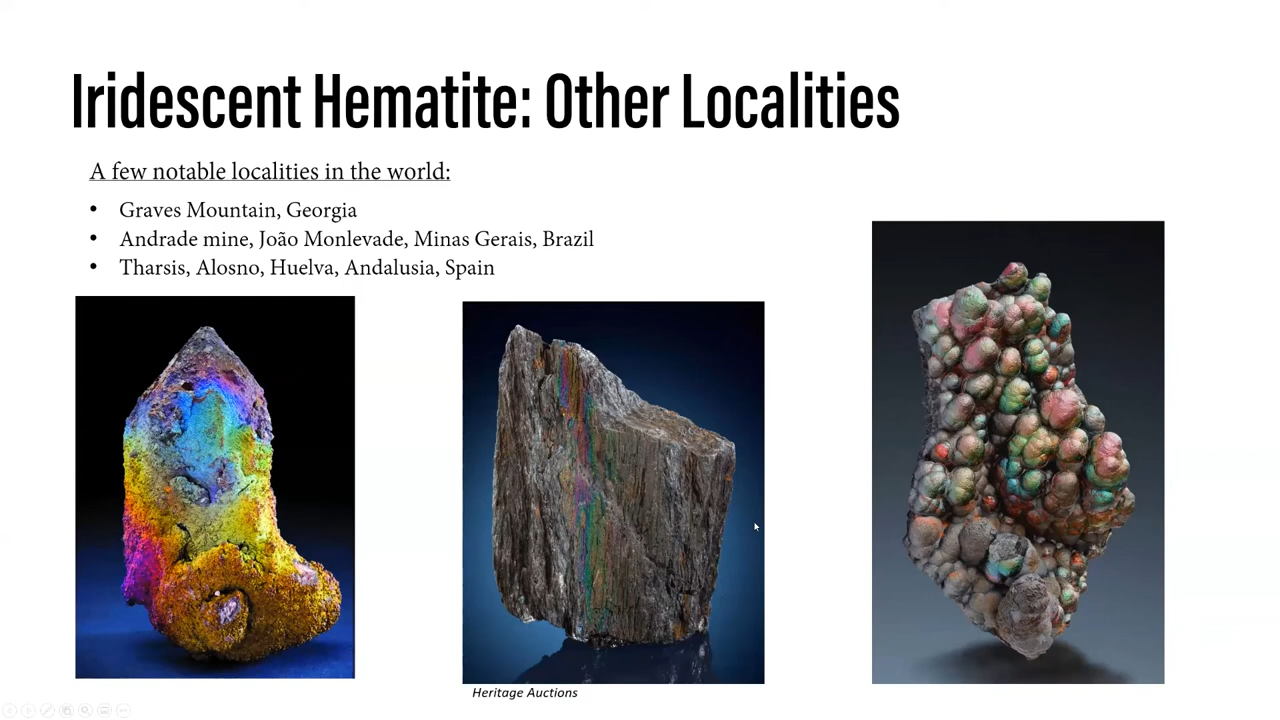 Iridescent Hematite: Other Localities
A few notable localities in the world:
• Graves Mountain, Georgia
• Andrade mine, João Monlevade, Minas Gerais, Brazil
• Tharsis, Alosno, Huelva, Andalusia, Spain
Heritage Auctions